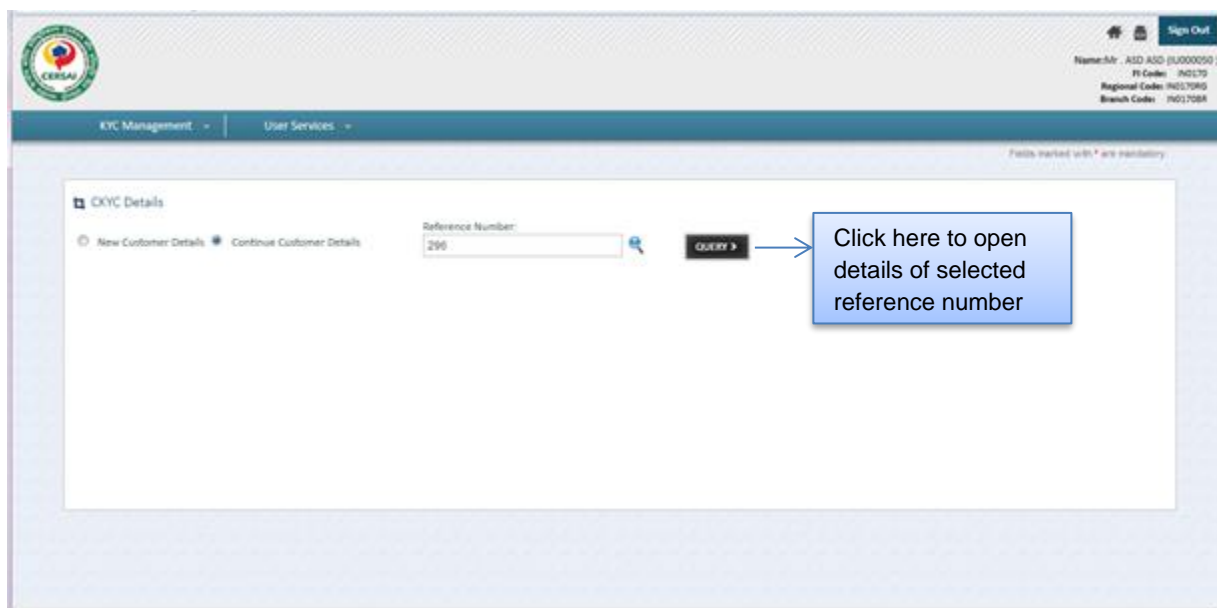 CERSAI
Sign Out
Name:Mr . ASD ASD (IU000050 )
FI Code: IN0170
Regional Code: IN0170RG
Branch Code: IN0170BR
KYC Management
User Services
Fields marked with * are mandatory.
CKYC Details
Reference Number:
New Customer Details Continue Customer Details 296 QUERY >
Click here to open
details of selected
reference number